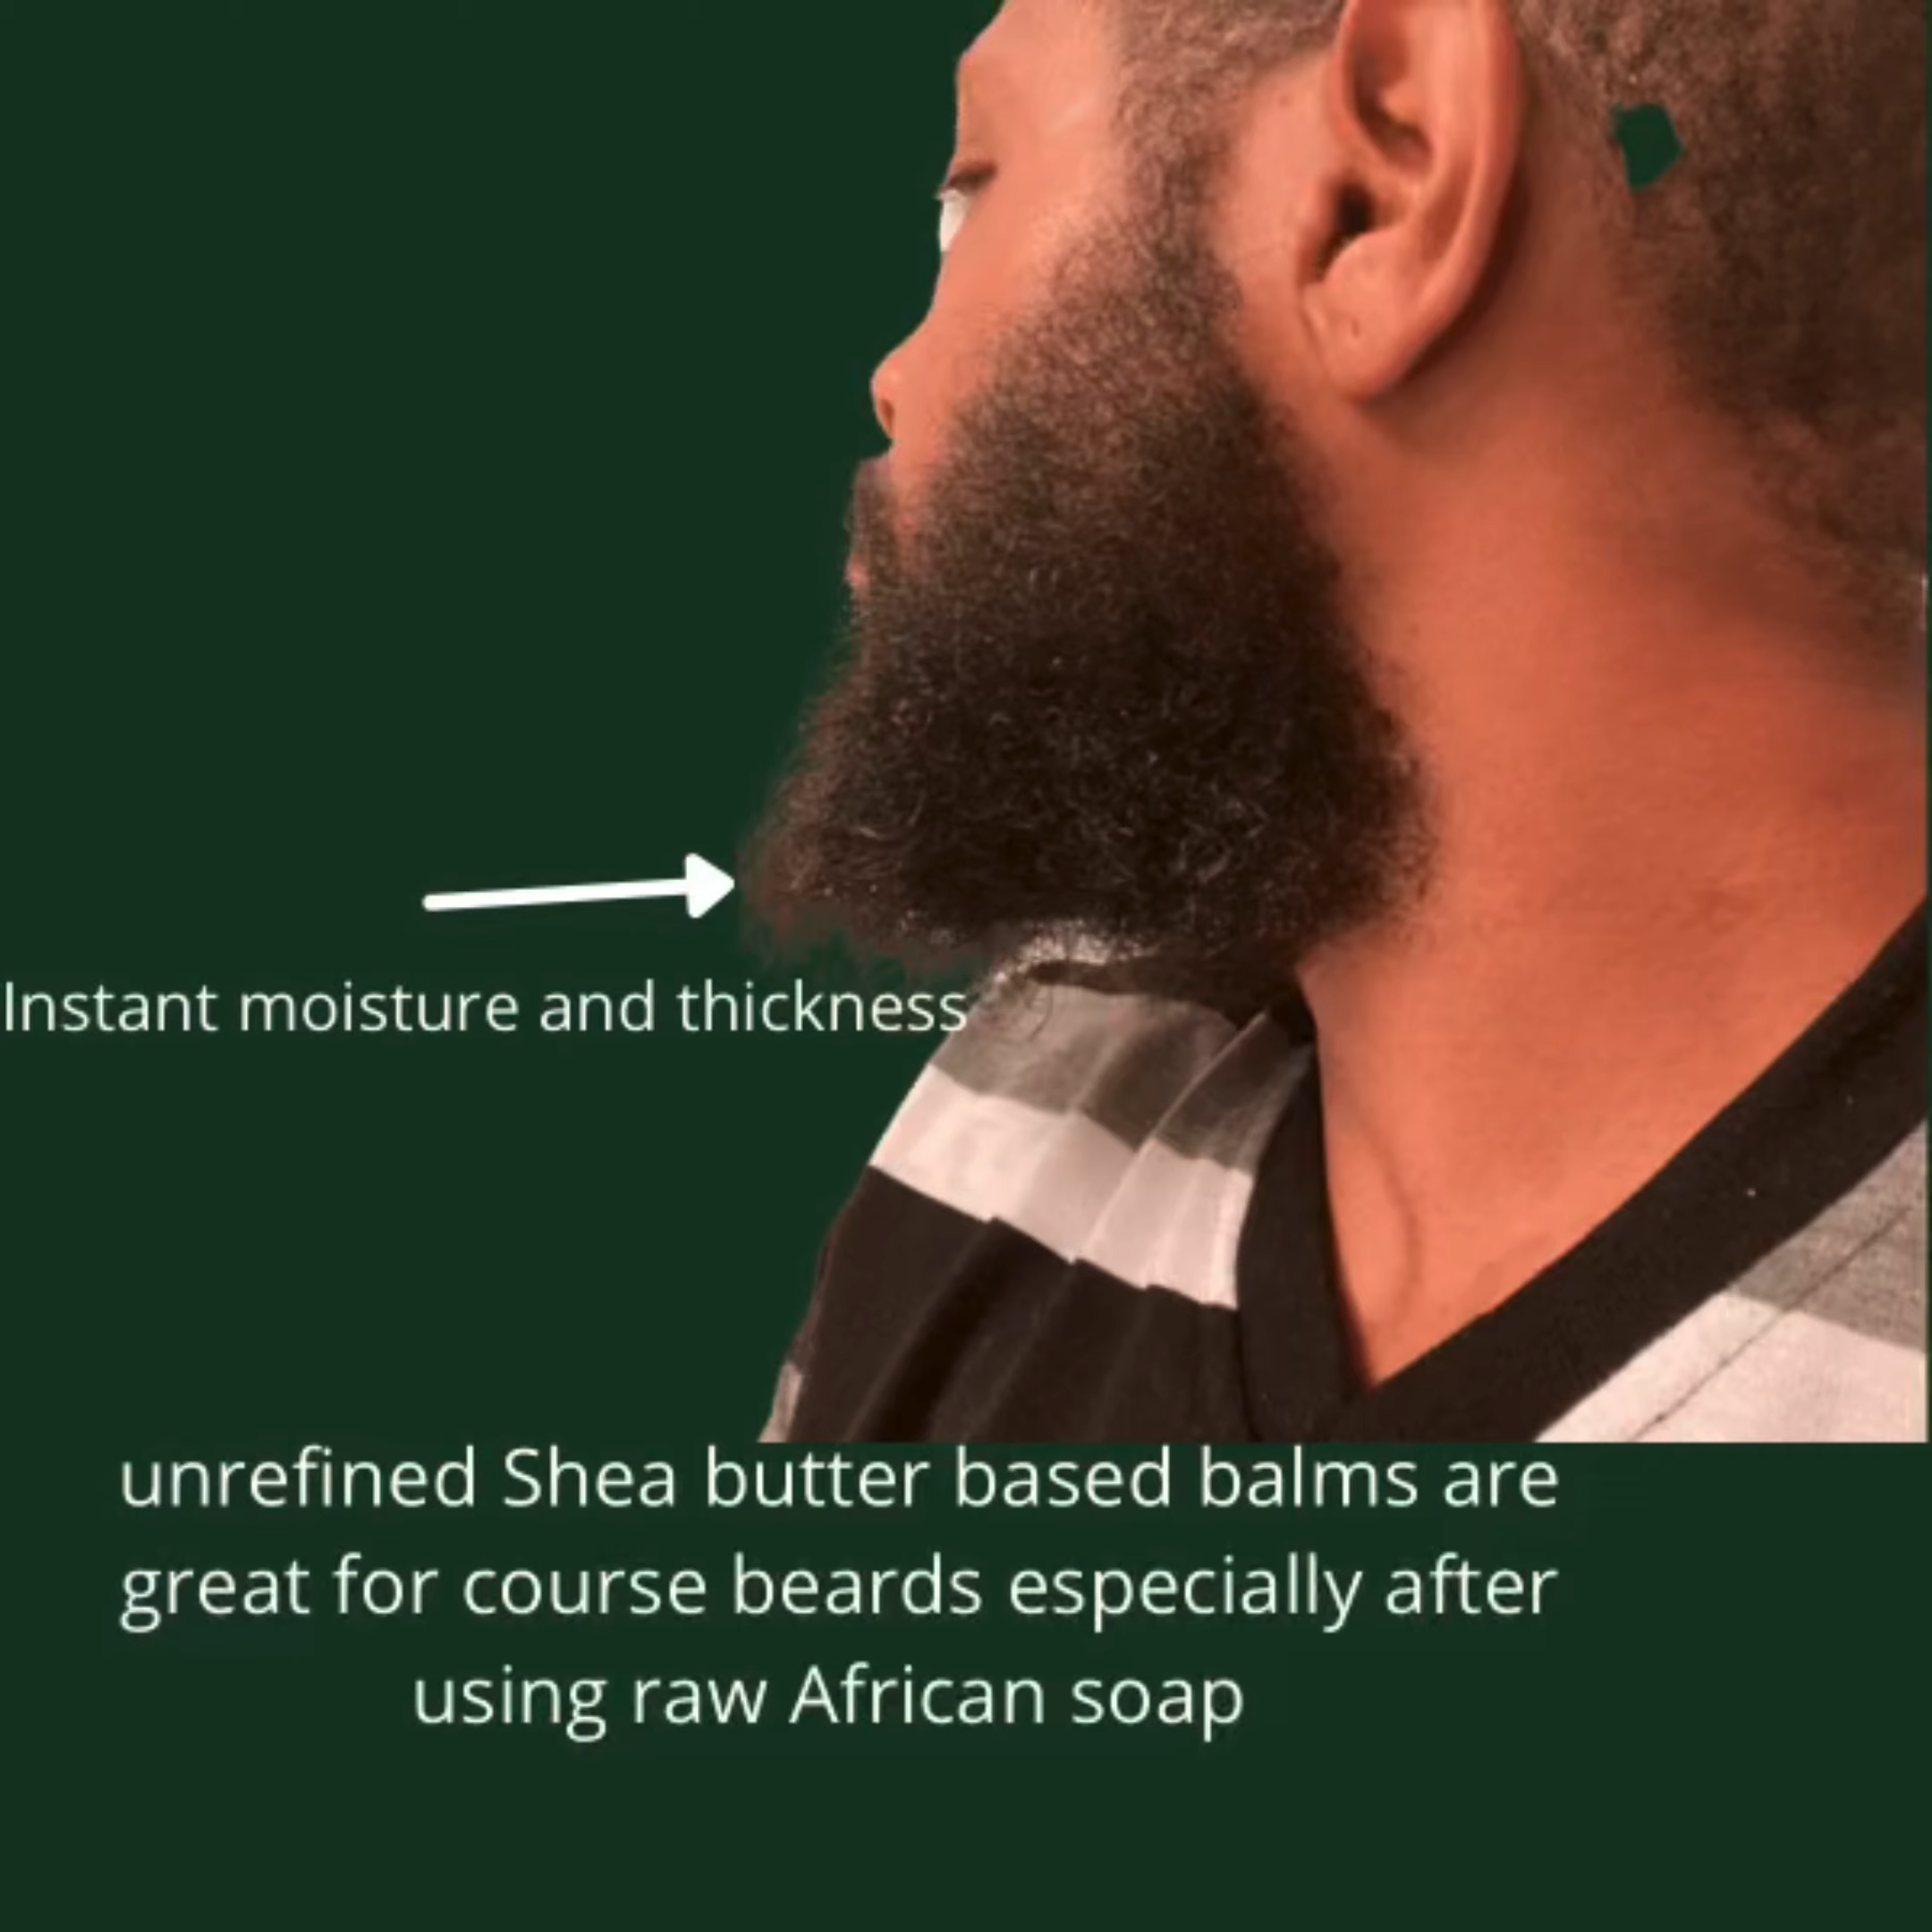 Instant moisture and thickness
unrefined Shea butter based balms are
great for course beards especially after
using raw African soap